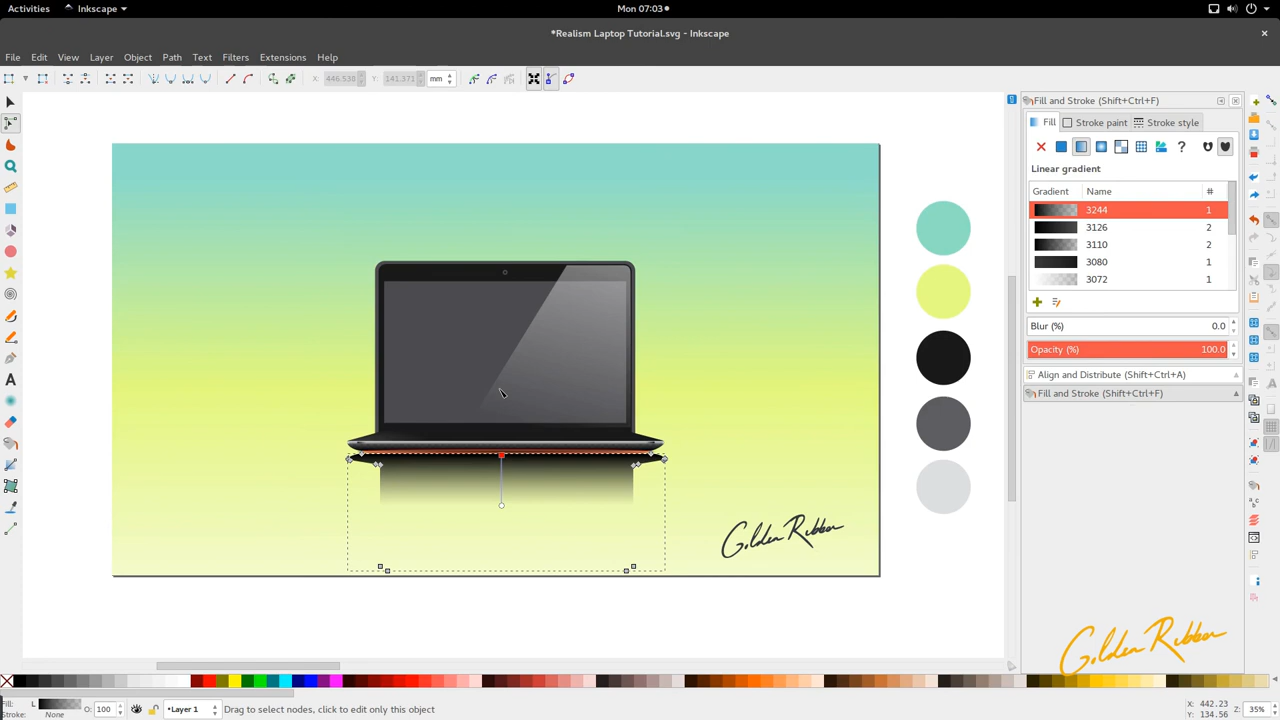 Activities Inkscape Mon 07:03
*Realism Laptop Tutorial.svg - Inkscape
File Edit View Layer Object Path Text Filters Extensions Help
X: 446.530 Y: 141.371 mm
Fill and Stroke (Shift+Ctrl+F)
Fill Stroke paint Stroke style
?
Linear gradient
Gradient Name #
3244 1
3126 2
3110 2
3080 1
3072 1
Blur (%) 0.0
Opacity (%) 100.0
Align and Distribute (Shift+Ctrl+A)
Fill and Stroke (Shift+Ctrl+F)
Golden Ribbon
Golden Ribbon
Fill: L O: 100 Layer 1 Drag to select nodes, click to edit only this object X: 442.23 Z: 35%
Stroke: None Y: 134.56